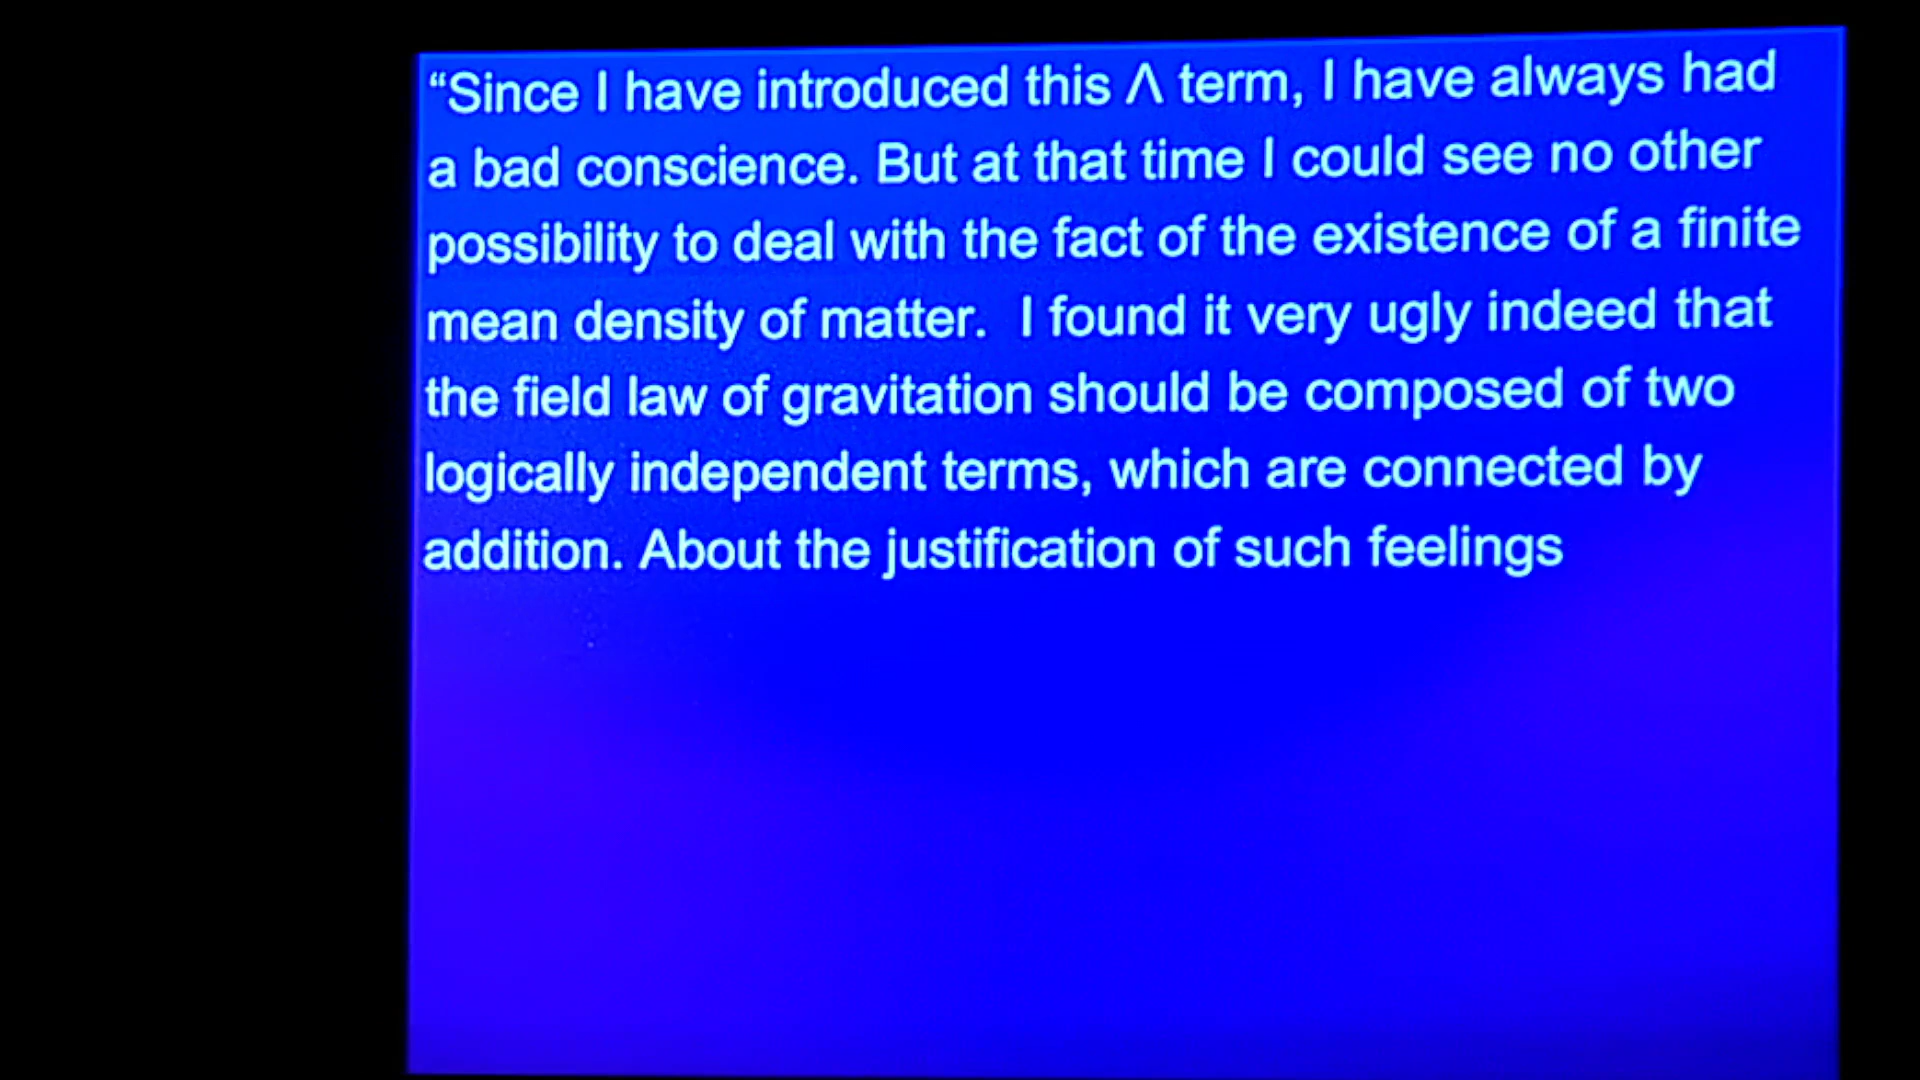 “Since I have introduced this Λ term, I have always had
a bad conscience. But at that time I could see no other
possibility to deal with the fact of the existence of a finite
mean density of matter.  I found it very ugly indeed that
the field law of gravitation should be composed of two
logically independent terms, which are connected by
addition. About the justification of such feelings